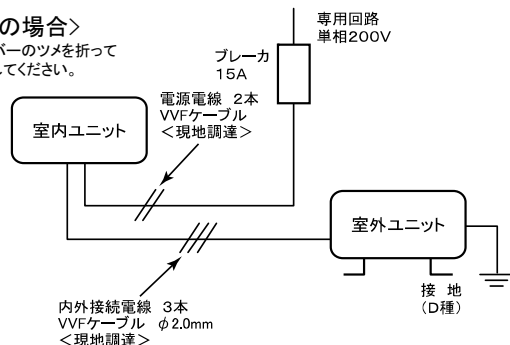 の場合＞
バーのツメを折って
してください。
専用回路
単相200V
ブレーカ
15A
電源電線 2本
VVFケーブル
＜現地調達＞
室内ユニット
室外ユニット
接 地
（D種）
内外接続電線 3本
VVFケーブル φ2.0mm
＜現地調達＞